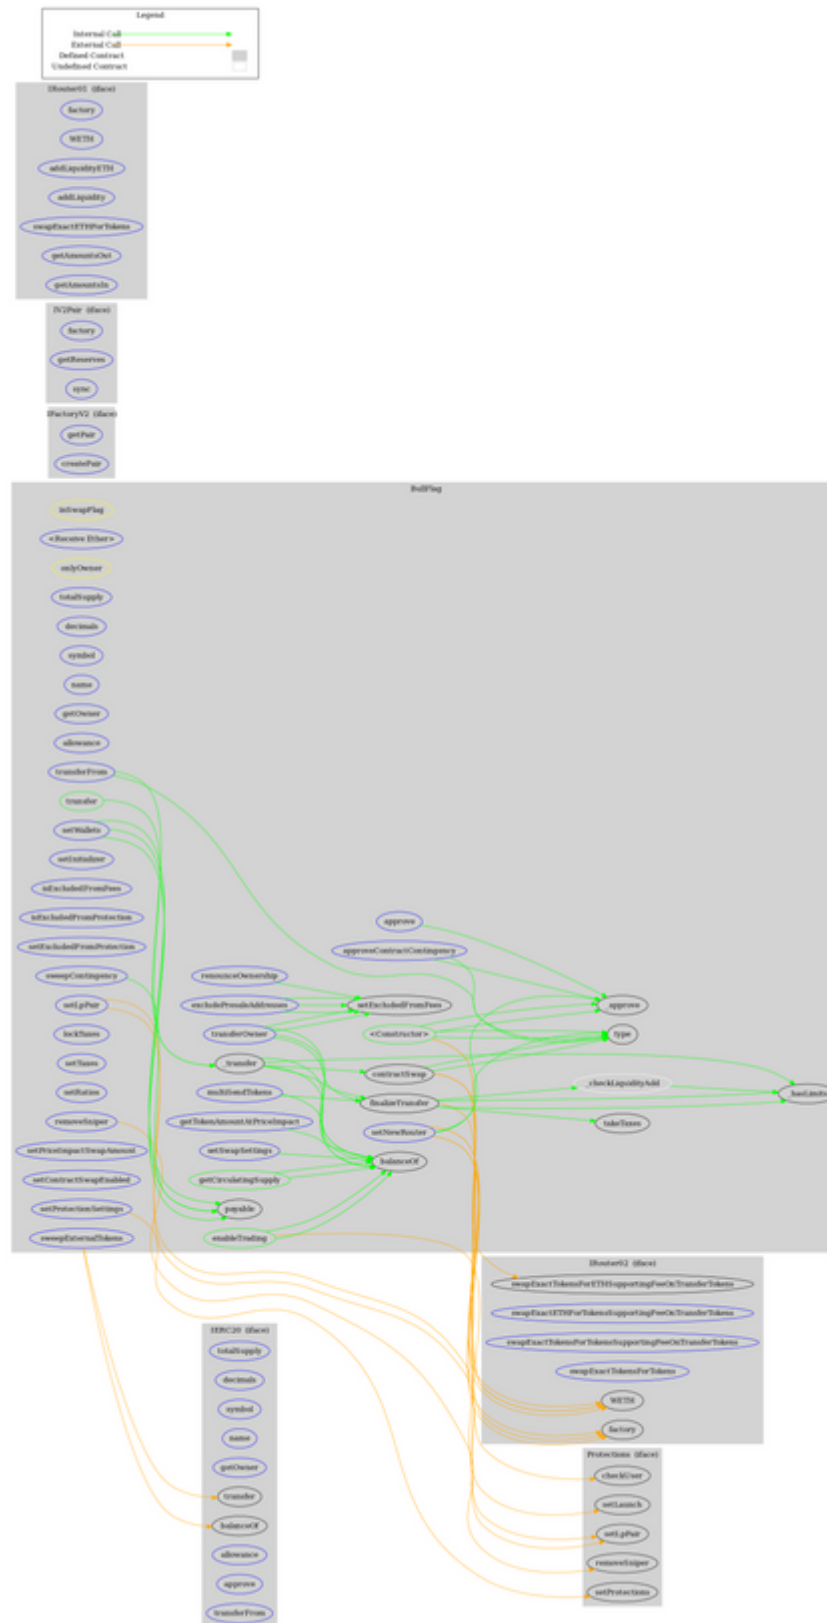 Legend
Internal Call
External Call
Defined Contract
Undefined Contract
IRouter01 (iface)
factory
WETH
addLiquidityETH
addLiquidity
swapExactETHForTokens
getAmountsOut
getAmountsIn
IV2Pair (iface)
factory
getReserves
sync
IFactoryV2 (iface)
getPair
createPair
BullFlag
inSwapFlag
<Receive Ether>
onlyOwner
totalSupply
decimals
symbol
name
getOwner
allowance
transferFrom
transfer
setWallets
setInitializer
isExcludedFromFees
isExcludedFromProtection
setExcludedFromProtection
sweepContingency
setLpPair
lockTaxes
setTaxes
setRatios
removeSniper
setPriceImpactSwapAmount
setContractSwapEnabled
setProtectionSettings
sweepExternalTokens
renounceOwnership
excludePresaleAddresses
transferOwner
_transfer
multiSendTokens
getTokenAmountAtPriceImpact
setSwapSettings
getCirculatingSupply
payable
enableTrading
approve
approveContractContingency
setExcludedFromFees
<Constructor>
contractSwap
finalizeTransfer
setNewRouter
balanceOf
_approve
type
_checkLiquidityAdd
takeTaxes
_hasLimits
IRouter02 (iface)
swapExactTokensForETHSupportingFeeOnTransferTokens
swapExactETHForTokensSupportingFeeOnTransferTokens
swapExactTokensForTokensSupportingFeeOnTransferTokens
swapExactTokensForTokens
WETH
factory
IERC20 (iface)
totalSupply
decimals
symbol
name
getOwner
transfer
balanceOf
allowance
approve
transferFrom
Protections (iface)
checkUser
setLaunch
setLpPair
removeSniper
setProtections